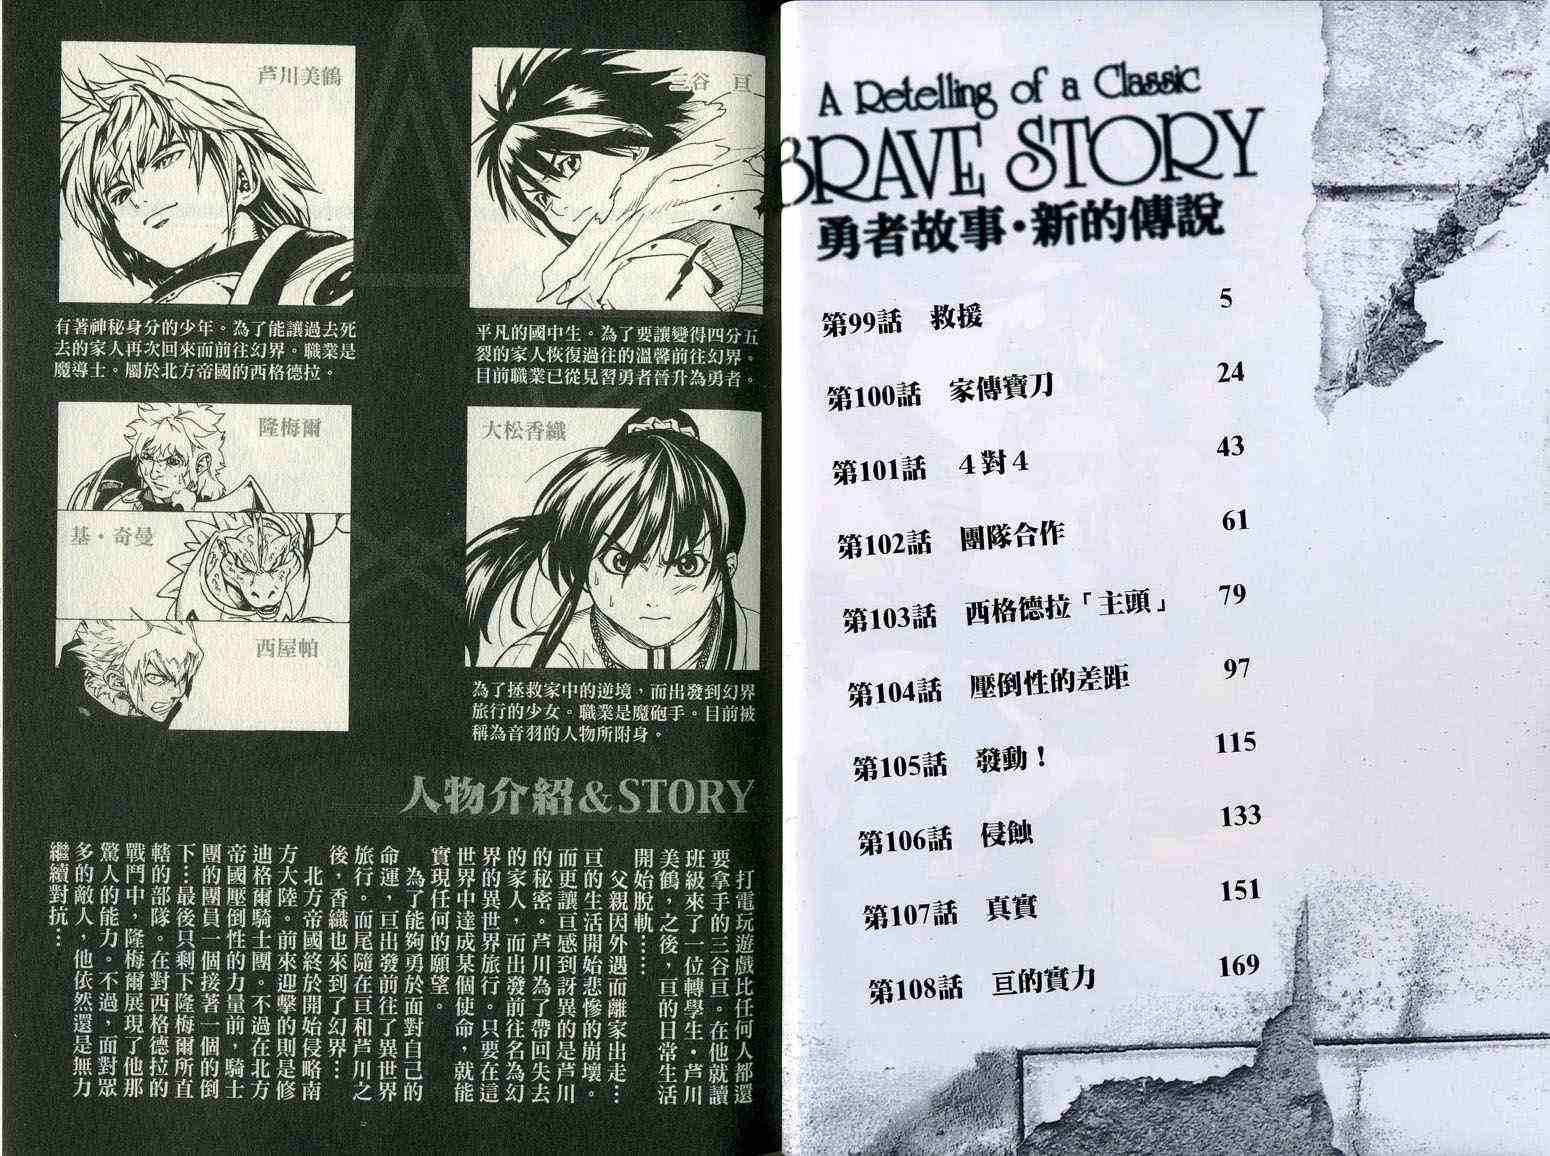 A Retelling of a Classic
BRAVE STORY
勇者故事・新的傳說
第99話 救援 5
第100話 家傳寶刀 24
第101話 4對4 43
第102話 團隊合作 61
第103話 西格德拉「主頭」 79
第104話 壓倒性的差距 97
第105話 發動！ 115
第106話 侵蝕 133
第107話 真實 151
第108話 亘的實力 169
三谷 亘
平凡的國中生。為了要讓變得四分五
裂的家人恢復過往的溫馨前往幻界。
目前職業已從見習勇者晉升為勇者。
芦川美鶴
有著神秘身分的少年。為了能讓過去死
去的家人再次回來而前往幻界。職業是
魔導士。屬於北方帝國的西格德拉。
大松香織
為了拯救家中的逆境，而出發到幻界
旅行的少女。職業是魔砲手。目前被
稱為音羽的人物所附身。
隆梅爾
基・奇曼
西屋帕
人物介紹&STORY
打電玩遊戲比任何人都還
要拿手的三谷亘。在他就讀
班級來了一位轉學生・芦川
美鶴，之後，亘的日常生活
開始脫軌……
父親因外遇而離家出走…
亘的生活開始悲慘的崩壞。
而更讓亘感到訝異的是芦川
的秘密。芦川為了帶回失去
的家人，而出發前往名為幻
界的異世界旅行。只要在這
世界中達成某個使命，就能
實現任何的願望。
為了能夠勇於面對自己的
命運，亘出發前往了異世界
旅行。而尾隨在亘和芦川之
後，香織也來到了幻界…
北方帝國終於開始侵略南
方大陸。前來迎擊的則是修
迪格爾騎士團。不過在北方
帝國壓倒性的力量前，騎士
團的團員一個接著一個的倒
下…最後只剩下隆梅爾所直
轄的部隊。在對西格德拉的
戰鬥中，隆梅爾展現了他那
驚人的能力。不過，面對眾
多的敵人，他依然還是無力
繼續對抗…